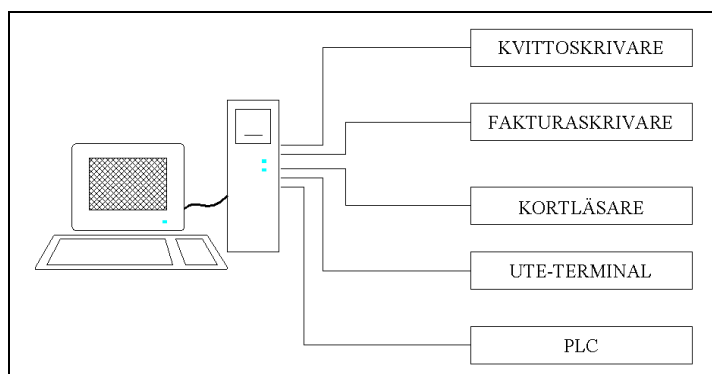 KVITTOSKRIVARE
FAKTURASKRIVARE
KORTLÄSARE
UTE-TERMINAL
PLC